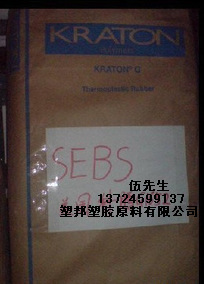 KRATON
KRATON® G
Thermoplastic Rubber
SEBS
伍先生
13724599137
塑邦塑胶原料有限公司